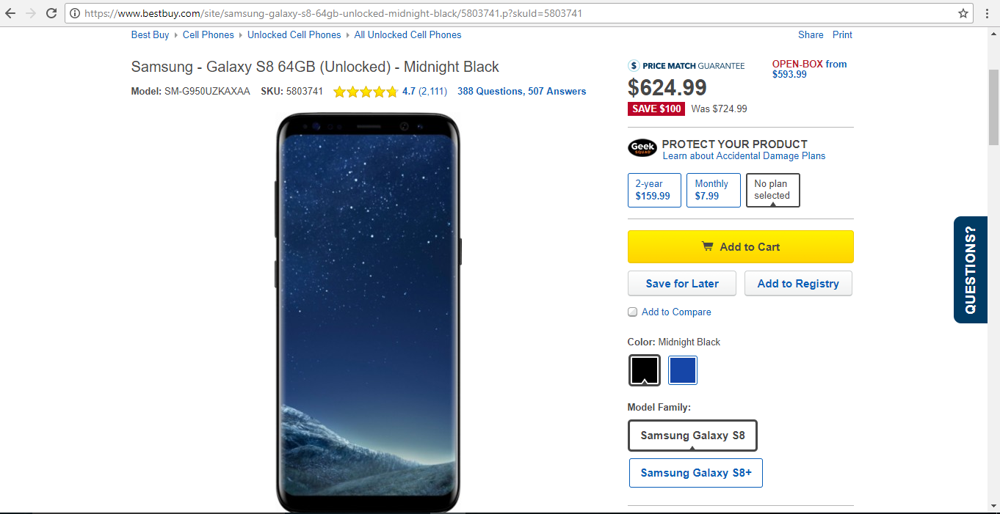 https://www.bestbuy.com/site/samsung-galaxy-s8-64gb-unlocked-midnight-black/5803741.p?skuId=5803741
Best Buy Cell Phones Unlocked Cell Phones All Unlocked Cell Phones
Share Print
Samsung - Galaxy S8 64GB (Unlocked) - Midnight Black
Model: SM-G950UZKAXAA SKU: 5803741 4.7 (2,111) 388 Questions, 507 Answers
$ PRICE MATCH GUARANTEE
$624.99
SAVE $100 Was $724.99
OPEN-BOX from
$593.99
Geek
SQUAD
PROTECT YOUR PRODUCT
Learn about Accidental Damage Plans
2-year
$159.99
Monthly
$7.99
No plan
selected
Add to Cart
Save for Later
Add to Registry
Add to Compare
QUESTIONS?
Color: Midnight Black
Model Family:
Samsung Galaxy S8
Samsung Galaxy S8+